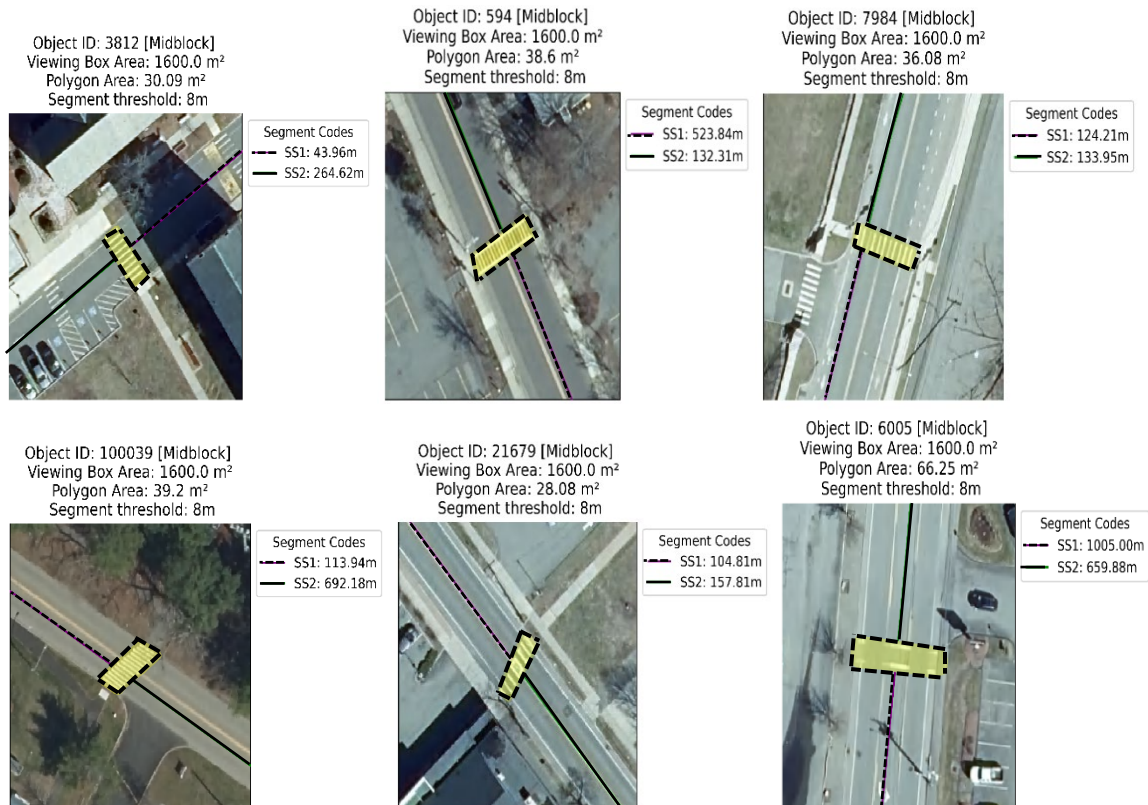 Object ID: 3812 [Midblock]
Viewing Box Area: 1600.0 m²
Polygon Area: 30.09 m²
Segment threshold: 8m
Segment Codes
SS1: 43.96m
SS2: 264.62m
Object ID: 594 [Midblock]
Viewing Box Area: 1600.0 m²
Polygon Area: 38.6 m²
Segment threshold: 8m
Segment Codes
SS1: 523.84m
SS2: 132.31m
Object ID: 7984 [Midblock]
Viewing Box Area: 1600.0 m²
Polygon Area: 36.08 m²
Segment threshold: 8m
Segment Codes
SS1: 124.21m
SS2: 133.95m
Object ID: 100039 [Midblock]
Viewing Box Area: 1600.0 m²
Polygon Area: 39.2 m²
Segment threshold: 8m
Segment Codes
SS1: 113.94m
SS2: 692.18m
Object ID: 21679 [Midblock]
Viewing Box Area: 1600.0 m²
Polygon Area: 28.08 m²
Segment threshold: 8m
Segment Codes
SS1: 104.81m
SS2: 157.81m
Object ID: 6005 [Midblock]
Viewing Box Area: 1600.0 m²
Polygon Area: 66.25 m²
Segment threshold: 8m
Segment Codes
SS1: 1005.00m
SS2: 659.88m